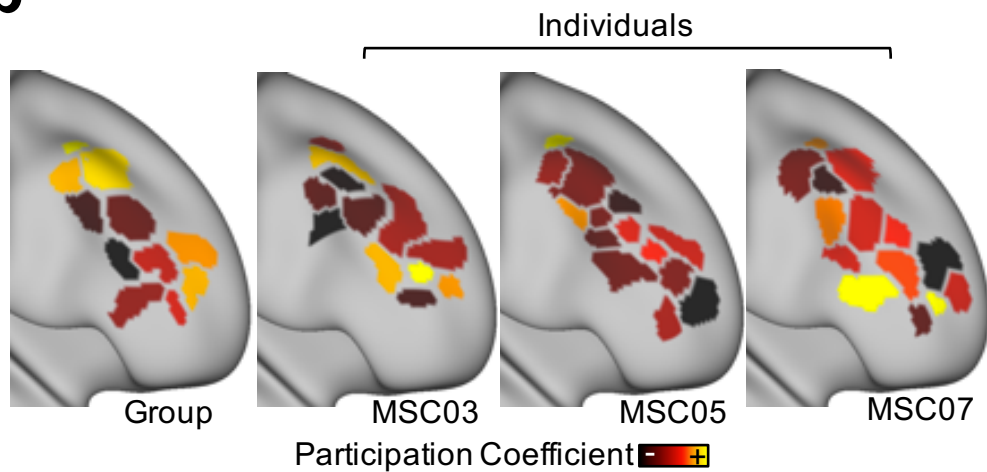 Individuals
Group
MSC03
MSC05
MSC07
Participation Coefficient - +